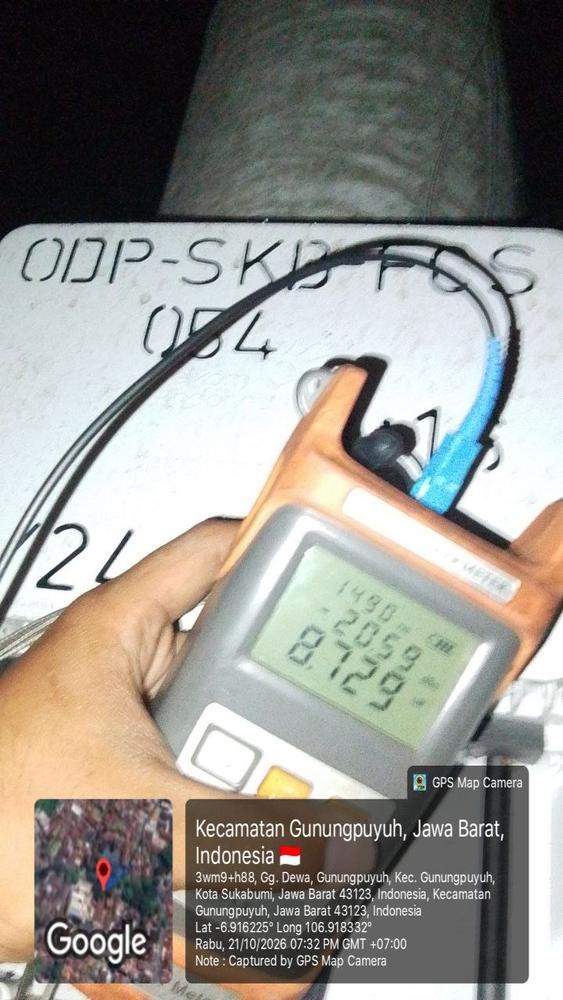 ODP-SKB-FCS
054
1490
-20.59
8.729
METER
GPS Map Camera
Kecamatan Gunungpuyuh, Jawa Barat,
Indonesia
3wm9+h88, Gg. Dewa, Gunungpuyuh, Kec. Gunungpuyuh,
Kota Sukabumi, Jawa Barat 43123, Indonesia, Kecamatan
Gunungpuyuh, Jawa Barat 43123, Indonesia
Lat -6.916225° Long 106.918332°
Rabu, 21/10/2026 07:32 PM GMT +07:00
Note : Captured by GPS Map Camera
Google